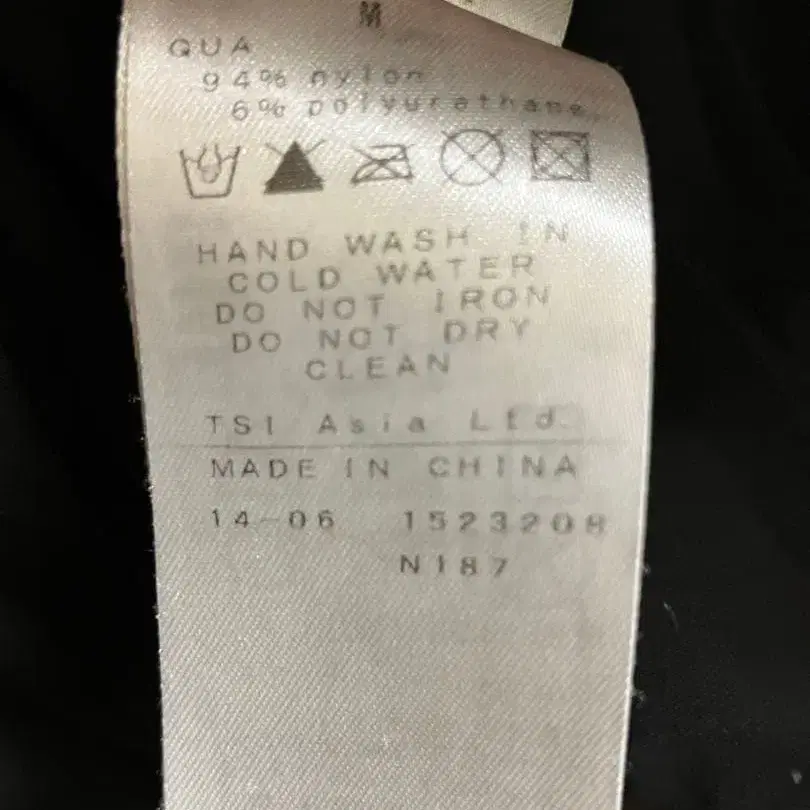 M
QUA
94% nylon
6% polyurethane
HAND WASH IN
COLD WATER
DO NOT IRON
DO NOT DRY
CLEAN
TSI Asia Ltd.
MADE IN CHINA
14-06 1523208
N187